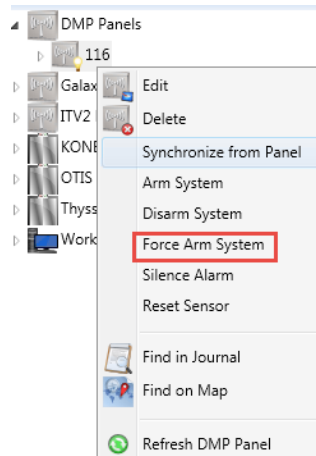 DMP Panels
116
Galax
Edit
ITV2
Delete
KONE
Synchronize from Panel
OTIS
Arm System
Thyss
Disarm System
Work
Force Arm System
Silence Alarm
Reset Sensor
Find in Journal
Find on Map
Refresh DMP Panel